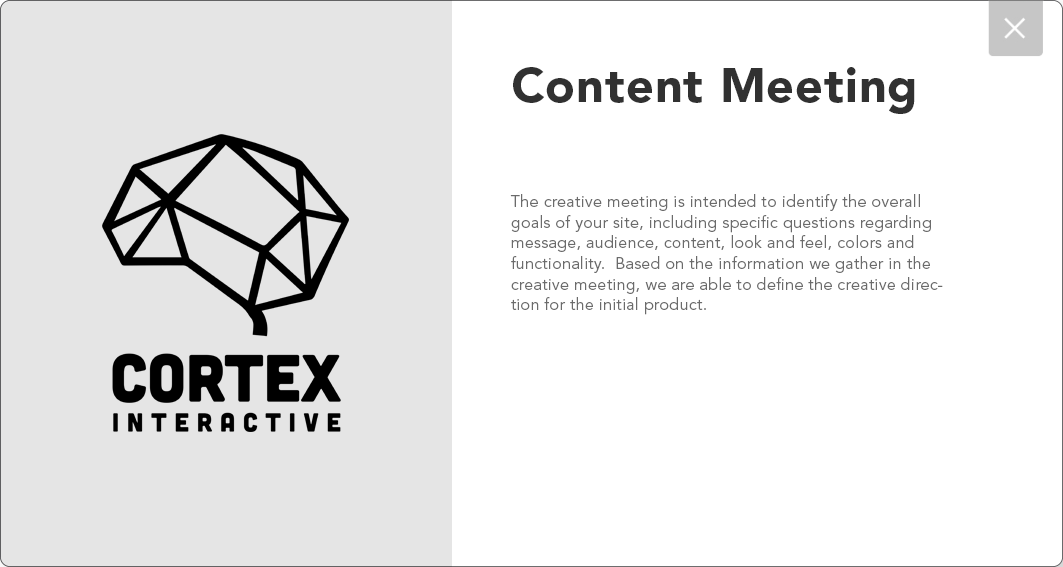 Content Meeting
The creative meeting is intended to identify the overall
goals of your site, including specific questions regarding
message, audience, content, look and feel, colors and
functionality.  Based on the information we gather in the
creative meeting, we are able to define the creative direc-
tion for the initial product.
CORTEX
INTERACTIVE